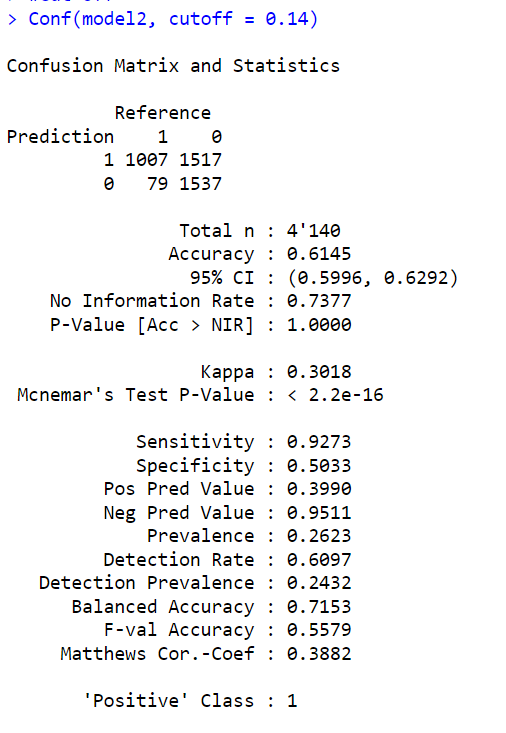 > Conf(model2, cutoff = 0.14)
Confusion Matrix and Statistics
Reference
Prediction 1 0
1 1007 1517
0 79 1537
Total n : 4'140
Accuracy : 0.6145
95% CI : (0.5996, 0.6292)
No Information Rate : 0.7377
P-Value [Acc > NIR] : 1.0000
Kappa : 0.3018
Mcnemar's Test P-Value : < 2.2e-16
Sensitivity : 0.9273
Specificity : 0.5033
Pos Pred Value : 0.3990
Neg Pred Value : 0.9511
Prevalence : 0.2623
Detection Rate : 0.6097
Detection Prevalence : 0.2432
Balanced Accuracy : 0.7153
F-val Accuracy : 0.5579
Matthews Cor.-Coef : 0.3882
'Positive' Class : 1